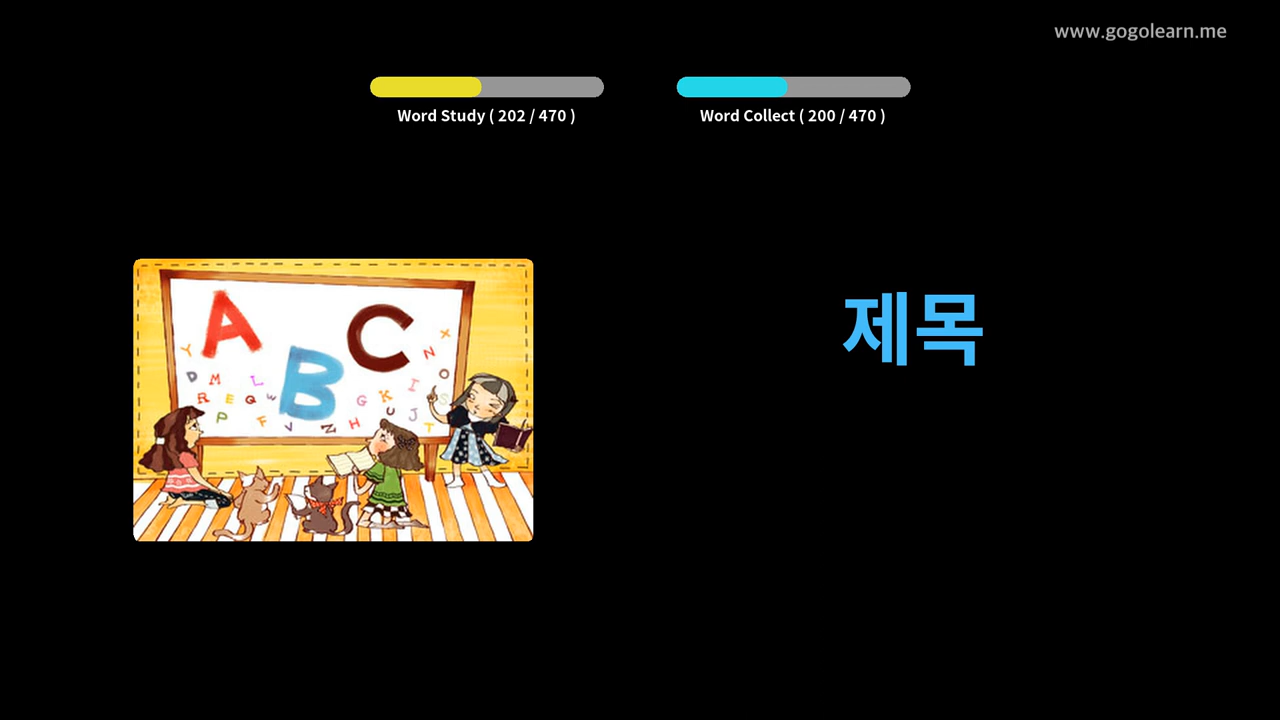 www.gogolearn.me
Word Study ( 202 / 470 )
Word Collect ( 200 / 470 )
제목
A
B
C
X
Y
N
D M L I O
R E Q W G K S
P F V Z H U J T